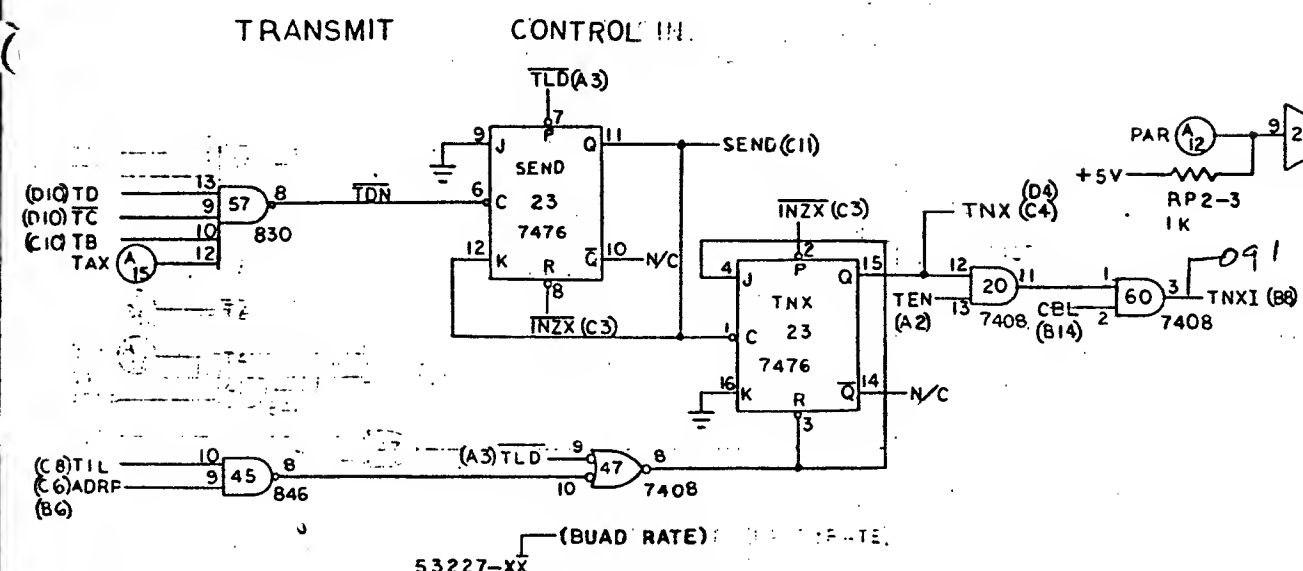 TRANSMIT CONTROL IN.
TLD(A3)
7
9 J P Q 11 SEND(C11)
SEND
(D10) TD 13
(D10) TC 9 57 8 TDN 6 C 23
830
(C10) TB 10
TAX A 15 12
7476
12 K R Q 10 N/C
8
INZX (C3)
INZX (C3)
2
4 J P Q 15
TNX
1 C 23
7476
16 K R Q 14 N/C
3
TNX (D4) (C4)
12 20 11
TEN (A2) 13
7408
1 60 3
CBL (B14) 2
7408
091
TNXI (B8)
PAR A 12 9 2
+5V
RP2-3
1K
(C8) TIL 10
(C6) ADRF 9 45 8
(B6)
846
(A3) TLD 9
10 47 8
7408
(BUAD RATE)
53227-XX